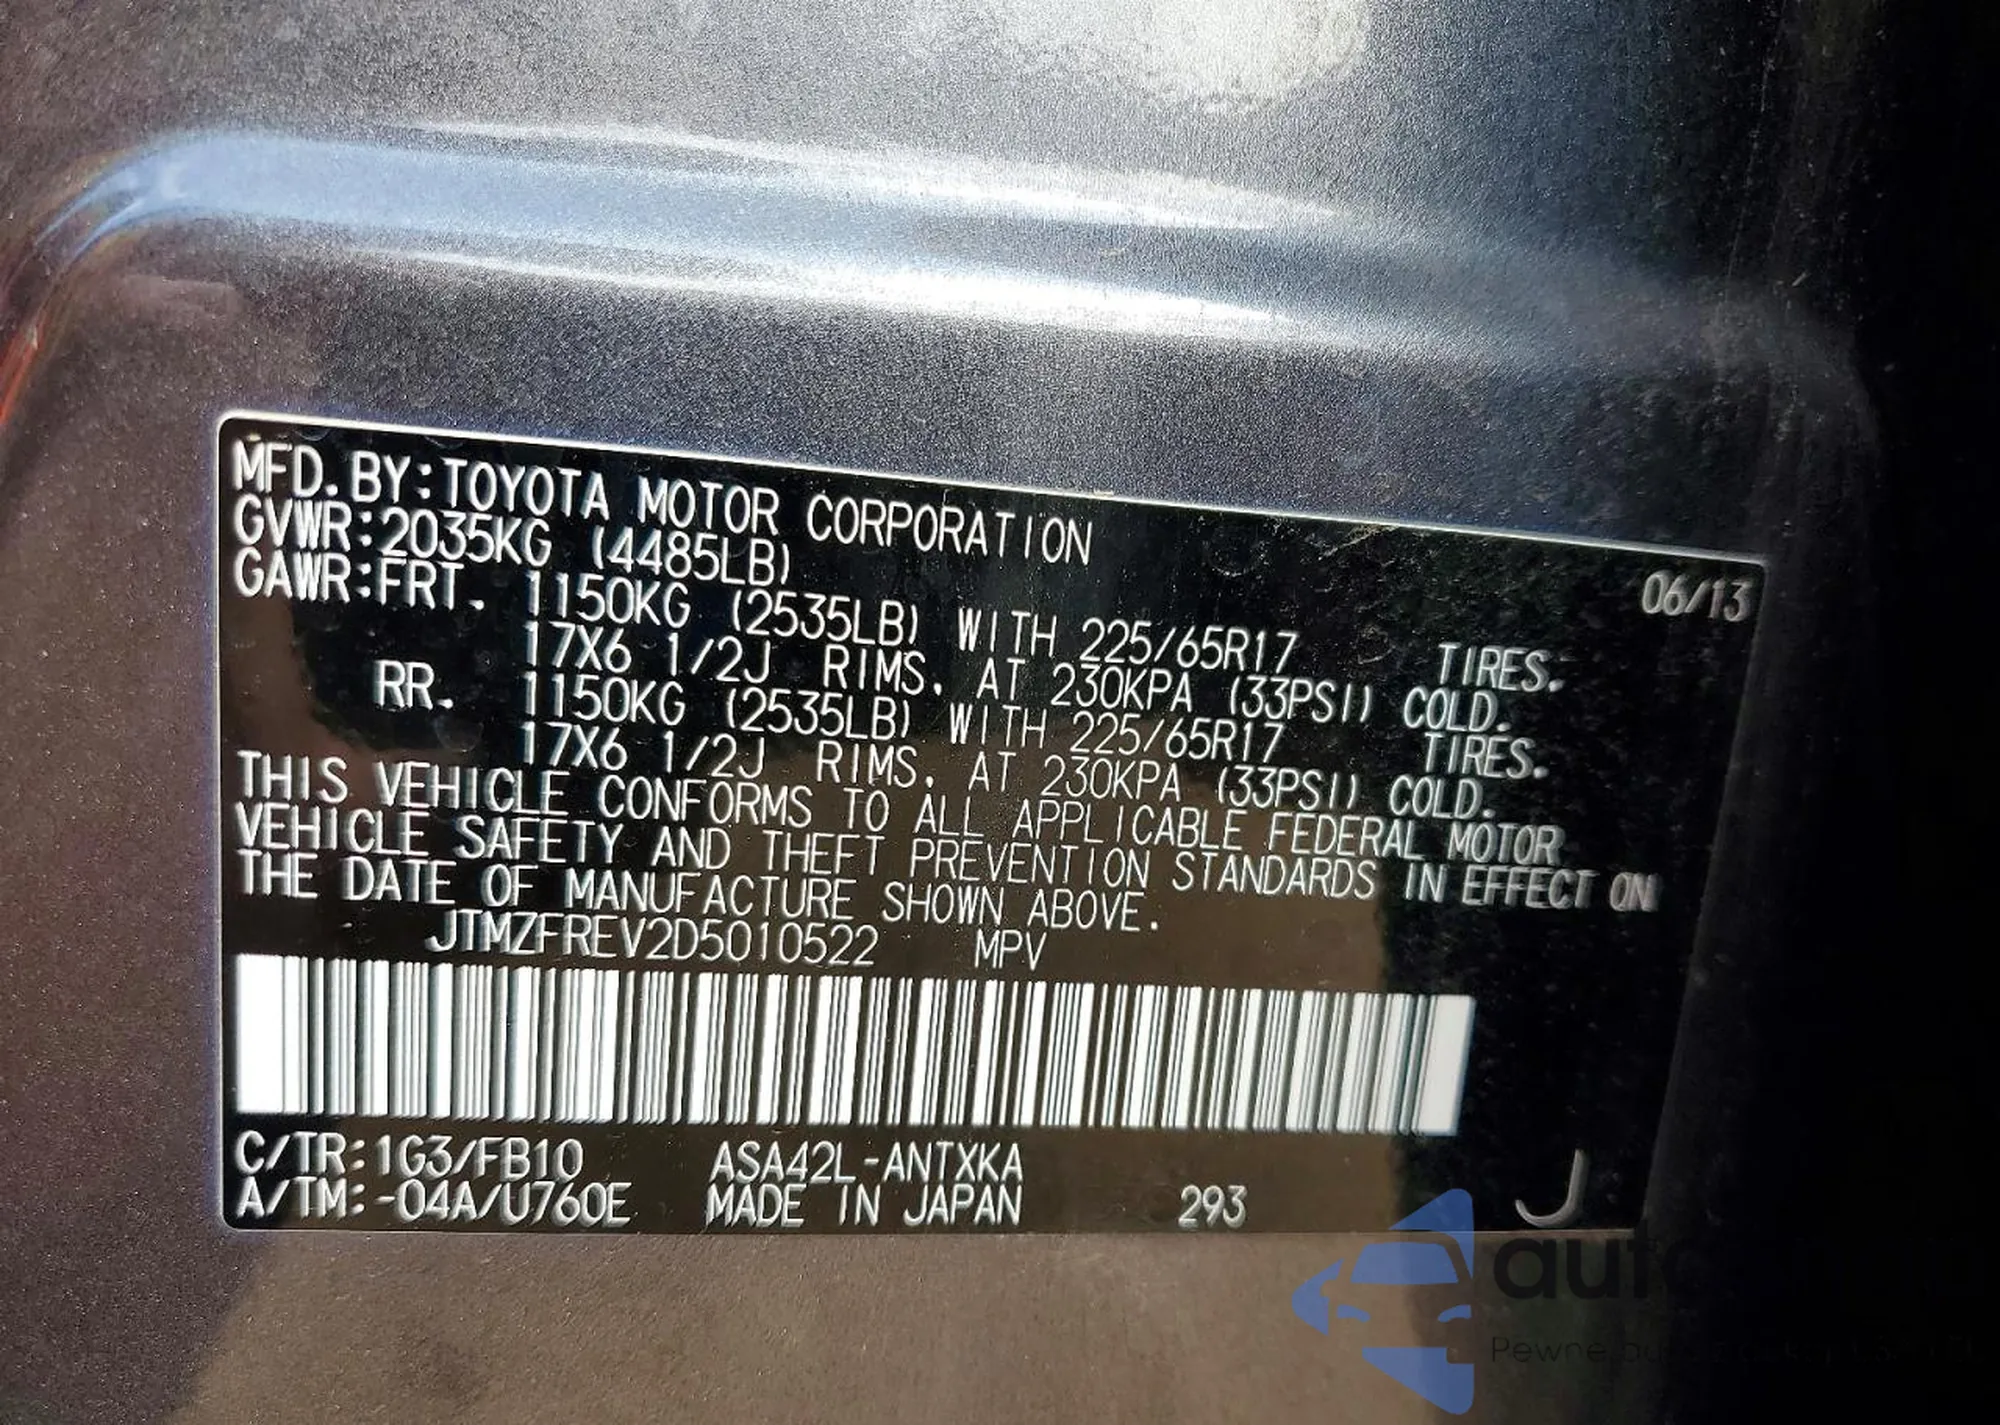 MFD.BY:TOYOTA MOTOR CORPORATION
06/13
GVWR:2035KG (4485LB)
GAWR:FRT. 1150KG (2535LB) WITH 225/65R17 TIRES.
17X6 1/2J RIMS, AT 230KPA (33PSI) COLD.
RR. 1150KG (2535LB) WITH 225/65R17 TIRES.
17X6 1/2J RIMS, AT 230KPA (33PSI) COLD.
THIS VEHICLE CONFORMS TO ALL APPLICABLE FEDERAL MOTOR
VEHICLE SAFETY AND THEFT PREVENTION STANDARDS IN EFFECT ON
THE DATE OF MANUFACTURE SHOWN ABOVE.
JTMZFREV2D5010522 MPV
C/TR:1G3/FB10 ASA42L-ANTXKA
A/TM:-04A/U760E MADE IN JAPAN 293 J
Pewne